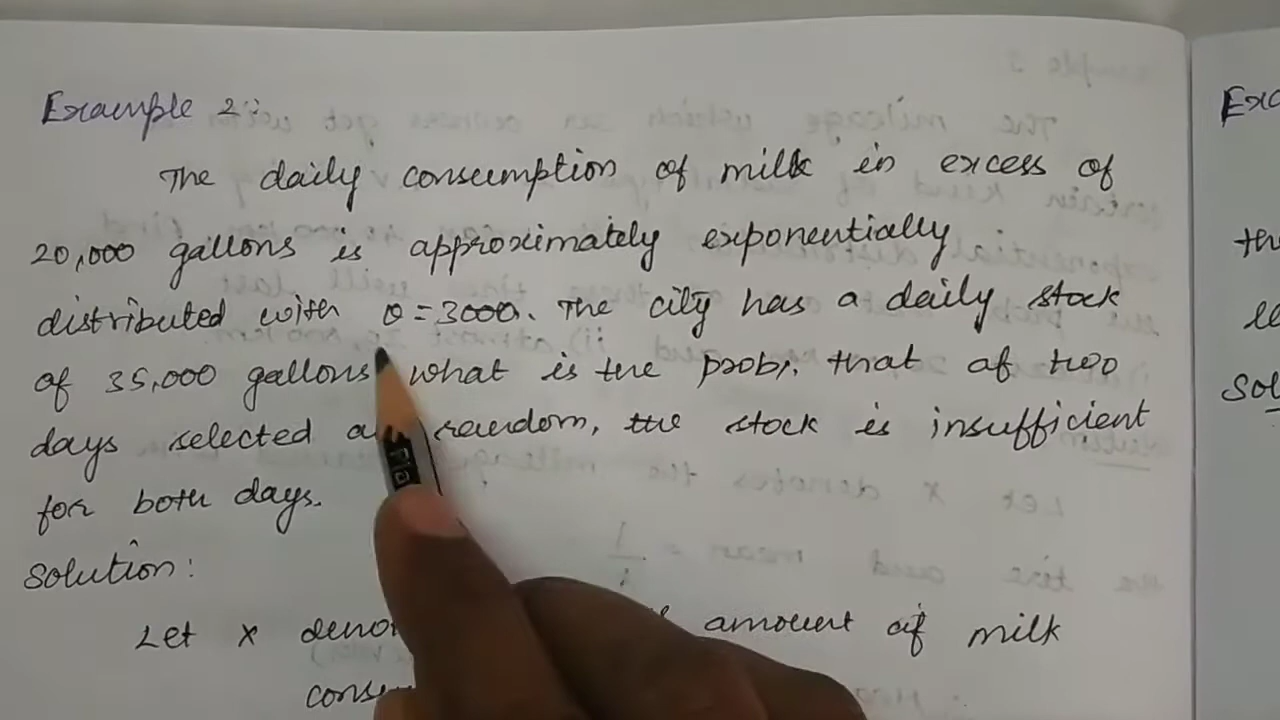 Example 2:
The daily consumption of milk in excess of
20,000 gallons is approximately exponentially
distributed with θ = 3000. The city has a daily stock
of 35,000 gallons what is the prob. that of two
days selected random, the stock is insufficient
for both days.
Solution:
Let x amount of milk